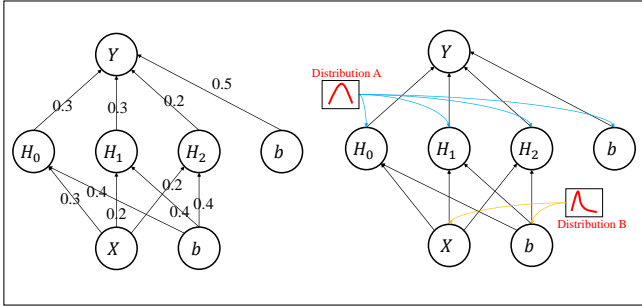 Y
0.5
0.3
0.3
0.2
H₀
H₁
H₂
b
0.4
0.2
0.3
0.2
0.4
0.4
X
b
Y
Distribution A
H₀
H₁
H₂
b
X
b
Distribution B